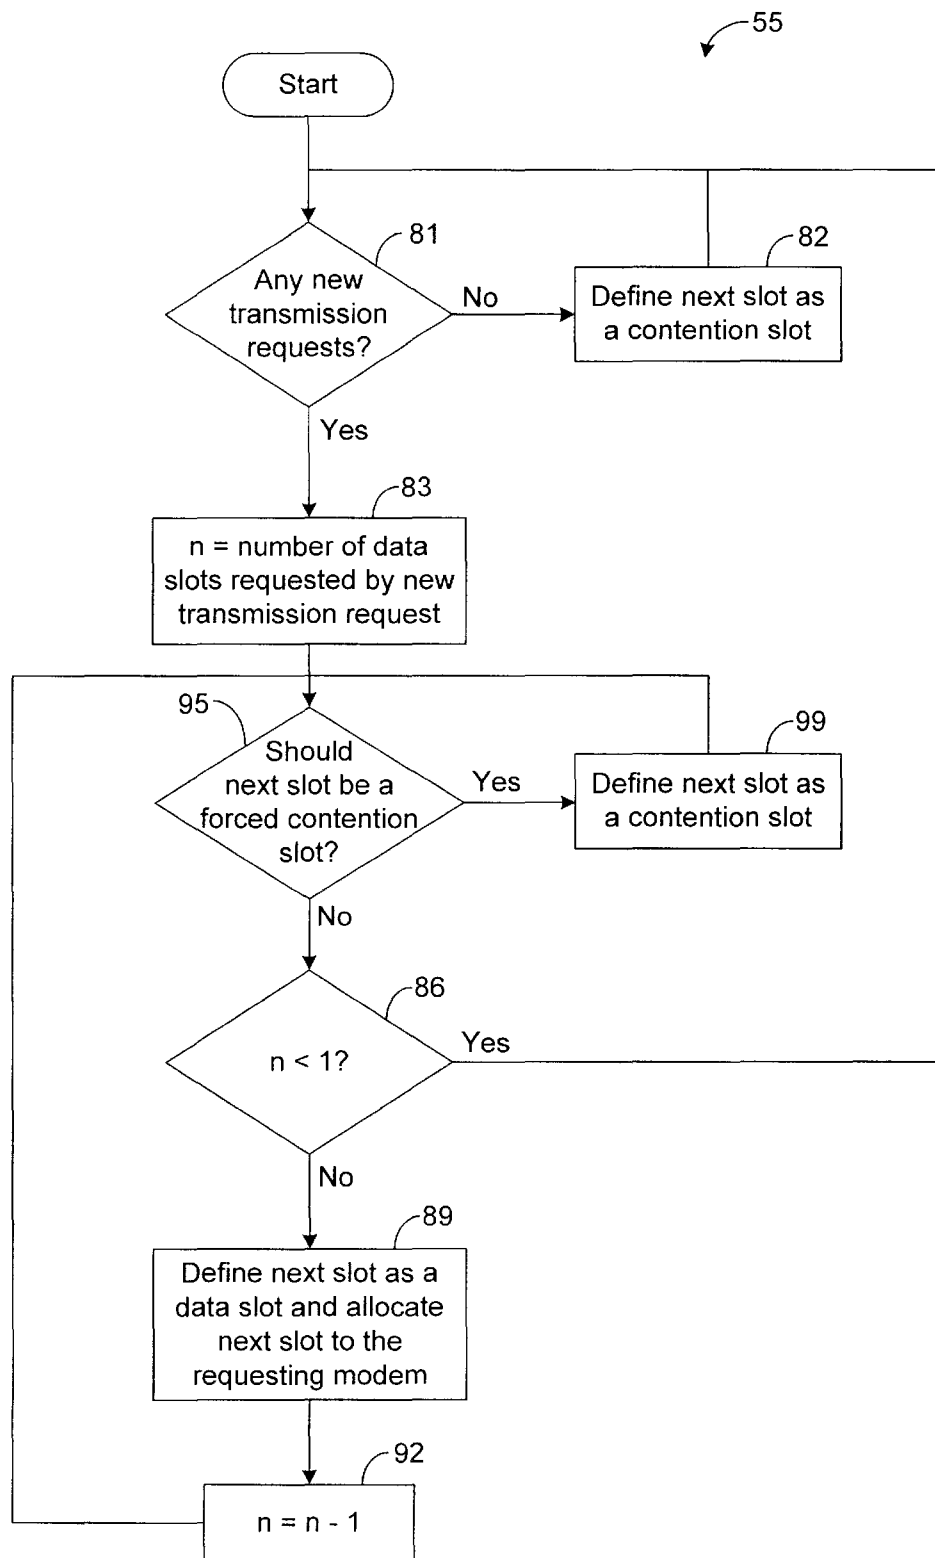 55
Start
81
Any new
transmission
requests?
No
82
Define next slot as
a contention slot
Yes
83
n = number of data
slots requested by new
transmission request
95
Should
next slot be a
forced contention
slot?
Yes
99
Define next slot as
a contention slot
No
86
n < 1?
Yes
No
89
Define next slot as a
data slot and allocate
next slot to the
requesting modem
92
n = n - 1